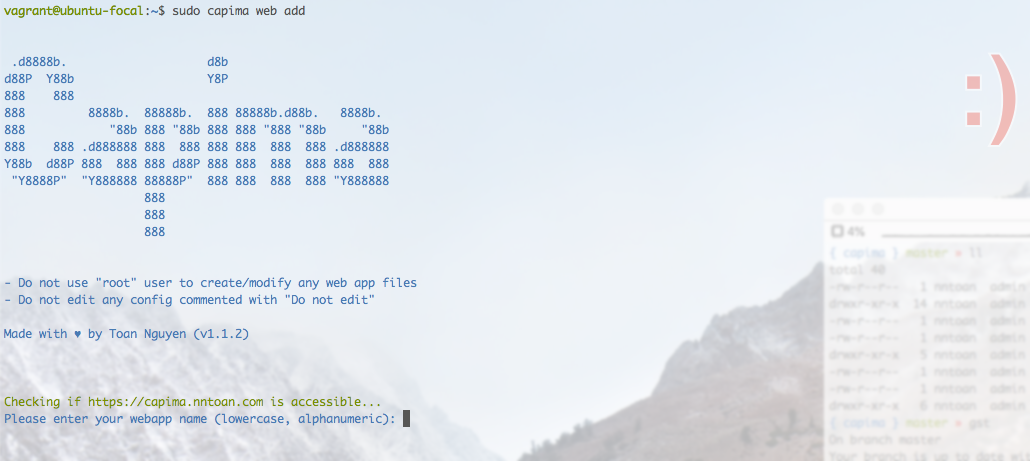 vagrant@ubuntu-focal:~$ sudo capima web add
 .d8888b.                    d8b
d88P  Y88b                   Y8P
888    888
888         8888b.  88888b.  888 88888b.d88b.   8888b.
888            "88b 888 "88b 888 888 "888 "88b     "88b
888    888 .d888888 888  888 888 888  888  888 .d888888
Y88b  d88P 888  888 888 d88P 888 888  888  888 888  888
 "Y8888P"  "Y888888 88888P"  888 888  888  888 "Y888888
                    888
                    888
                    888
- Do not use "root" user to create/modify any web app files
- Do not edit any config commented with "Do not edit"
Made with ♥ by Toan Nguyen (v1.1.2)
Checking if https://capima.nntoan.com is accessible...
Please enter your webapp name (lowercase, alphanumeric):
:)
4%
{ capima } master » ll
total 40
-rw-r--r-- 1 nntoan admin
drwxr-xr-x 14 nntoan admin
-rw-r--r-- 1 nntoan admin
-rw-r--r-- 1 nntoan admin
drwxr-xr-x 5 nntoan admin
-rw-r--r-- 1 nntoan admin
-rw-r--r-- 1 nntoan admin
drwxr-xr-x 6 nntoan admin
{ capima } master » gst
On branch master
Your branch is up to date